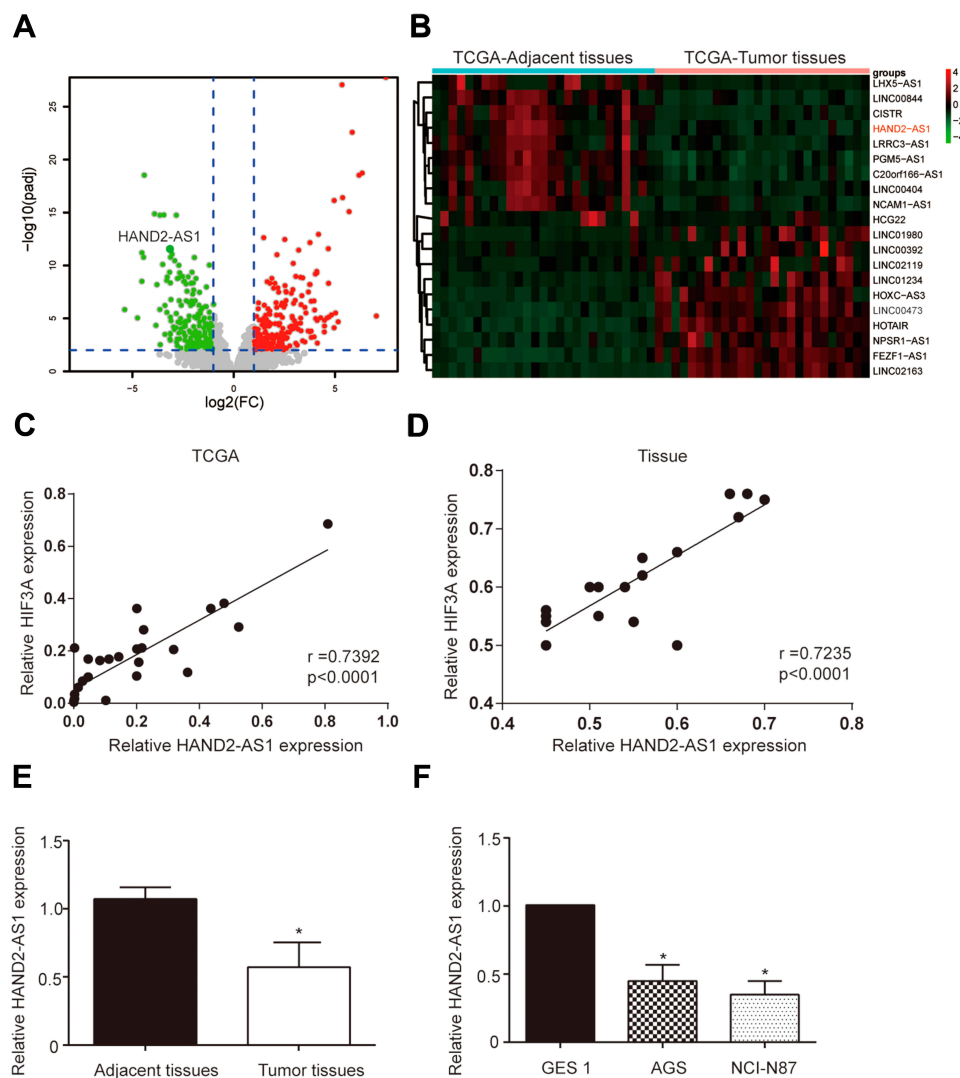 A
25
20
15
10
5
0
−log10(padj)
HAND2-AS1
−5
0
5
log2(FC)
B
TCGA-Adjacent tissues
TCGA-Tumor tissues
groups
LHX5−AS1
LINC00844
CISTR
HAND2−AS1
LRRC3−AS1
PGM5−AS1
C20orf166−AS1
LINC00404
NCAM1−AS1
HCG22
LINC01980
LINC00392
LINC02119
LINC01234
HOXC−AS3
LINC00473
HOTAIR
NPSR1−AS1
FEZF1−AS1
LINC02163
4
2
0
C
TCGA
0.8
0.6
0.4
0.2
0.0
Relative HIF3A expression
r =0.7392
p<0.0001
0.0
0.2
0.4
0.6
0.8
1.0
Relative HAND2-AS1 expression
D
Tissue
0.8
0.7
0.6
0.5
0.4
Relative HIF3A expression
r =0.7235
p<0.0001
0.4
0.5
0.6
0.7
0.8
Relative HAND2-AS1 expression
E
1.5
1.0
0.5
0
Relative HAND2-AS1 expression
*
Adjacent tissues
Tumor tissues
F
1.5
1.0
0.5
0
Relative HAND2-AS1 expression
*
*
GES 1
AGS
NCI-N87